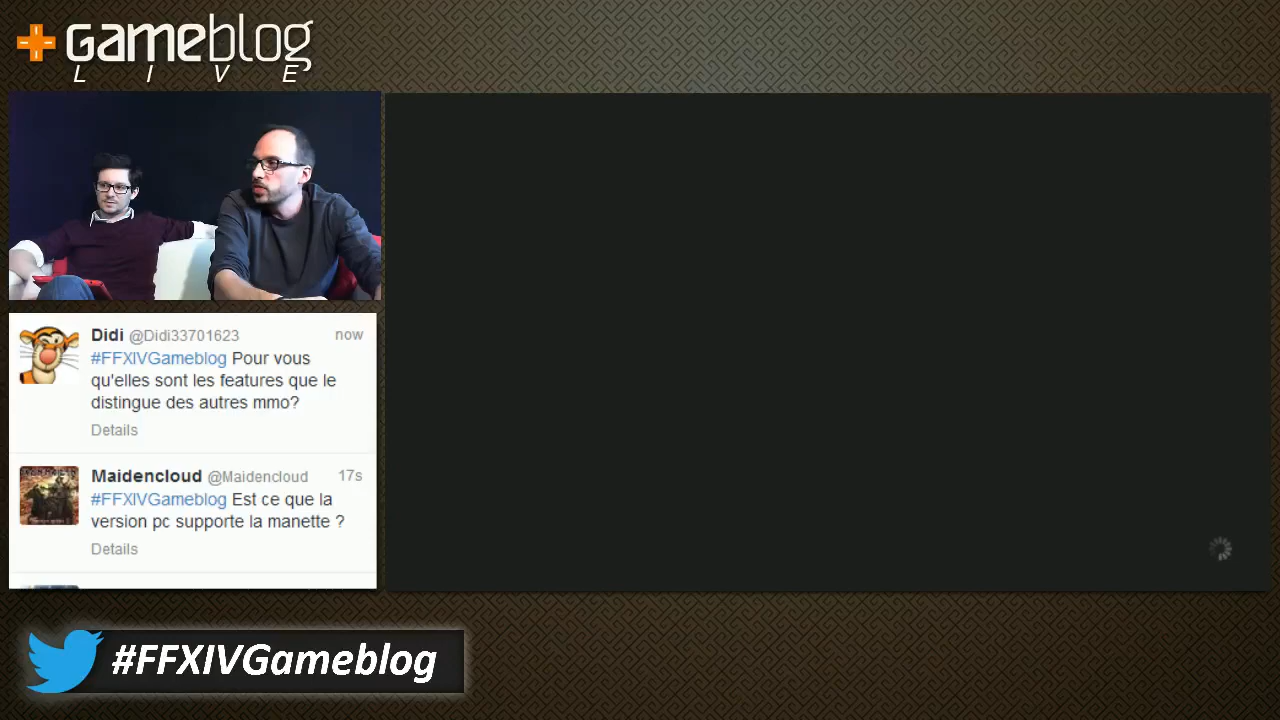 Gameblog
LIVE
Didi @Didi33701623 now
#FFXIVGameblog Pour vous
qu'elles sont les features que le
distingue des autres mmo?
Details
Maidencloud @Maidencloud 17s
#FFXIVGameblog Est ce que la
version pc supporte la manette ?
Details
#FFXIVGameblog